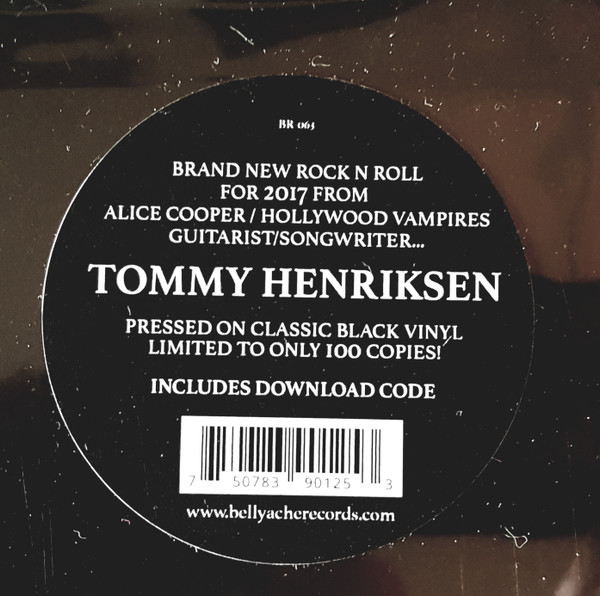 BR 063
BRAND NEW ROCK N ROLL
FOR 2017 FROM
ALICE COOPER / HOLLYWOOD VAMPIRES
GUITARIST/SONGWRITER...
TOMMY HENRIKSEN
PRESSED ON CLASSIC BLACK VINYL
LIMITED TO ONLY 100 COPIES!
INCLUDES DOWNLOAD CODE
7 50783 90125 3
www.bellyacherecords.com